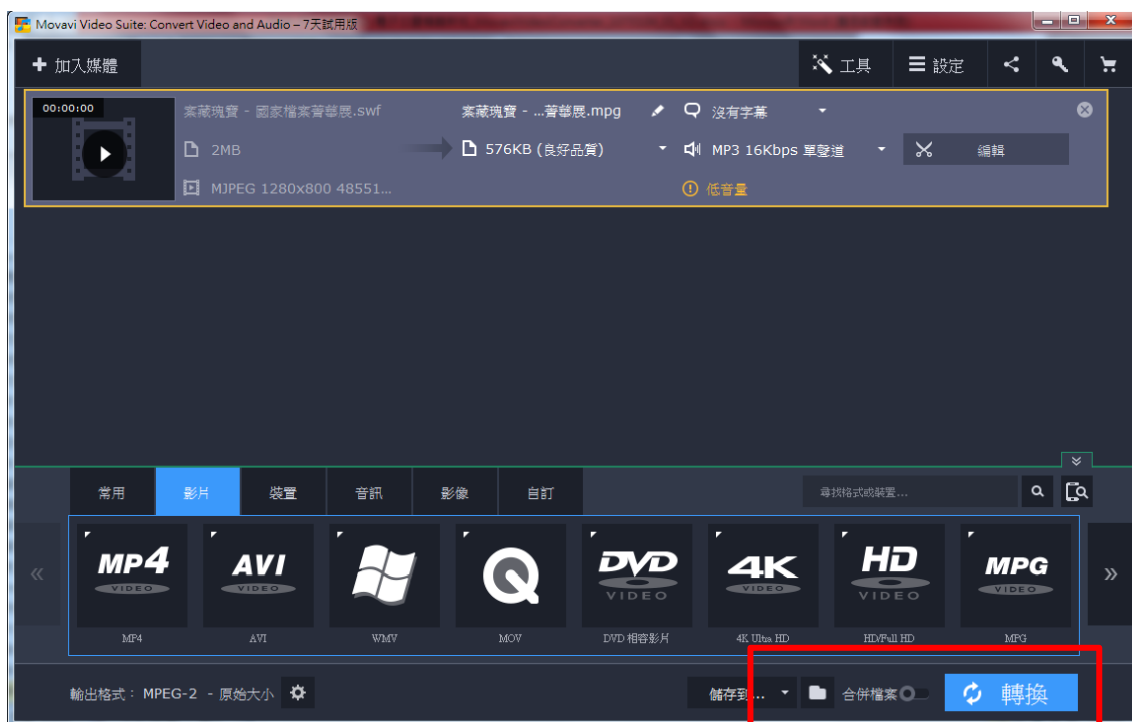 Movavi Video Suite: Convert Video and Audio – 7天試用版
加入媒體
工具
設定
00:00:00
案藏瑰寶 - 國家檔案菁華展.swf
案藏瑰寶 - ...菁華展.mpg
沒有字幕
2MB
576KB (良好品質)
MP3 16Kbps 單聲道
編輯
MJPEG 1280x800 48551...
低音量
常用
影片
裝置
音訊
影像
自訂
尋找格式或裝置...
MP4 VIDEO
AVI VIDEO
DVD VIDEO
4K VIDEO
HD VIDEO
MPG VIDEO
MP4
AVI
WMV
MOV
DVD 相容影片
4K Ultra HD
HD/Full HD
MPG
輸出格式：MPEG-2 - 原始大小
儲存到...
合併檔案
轉換